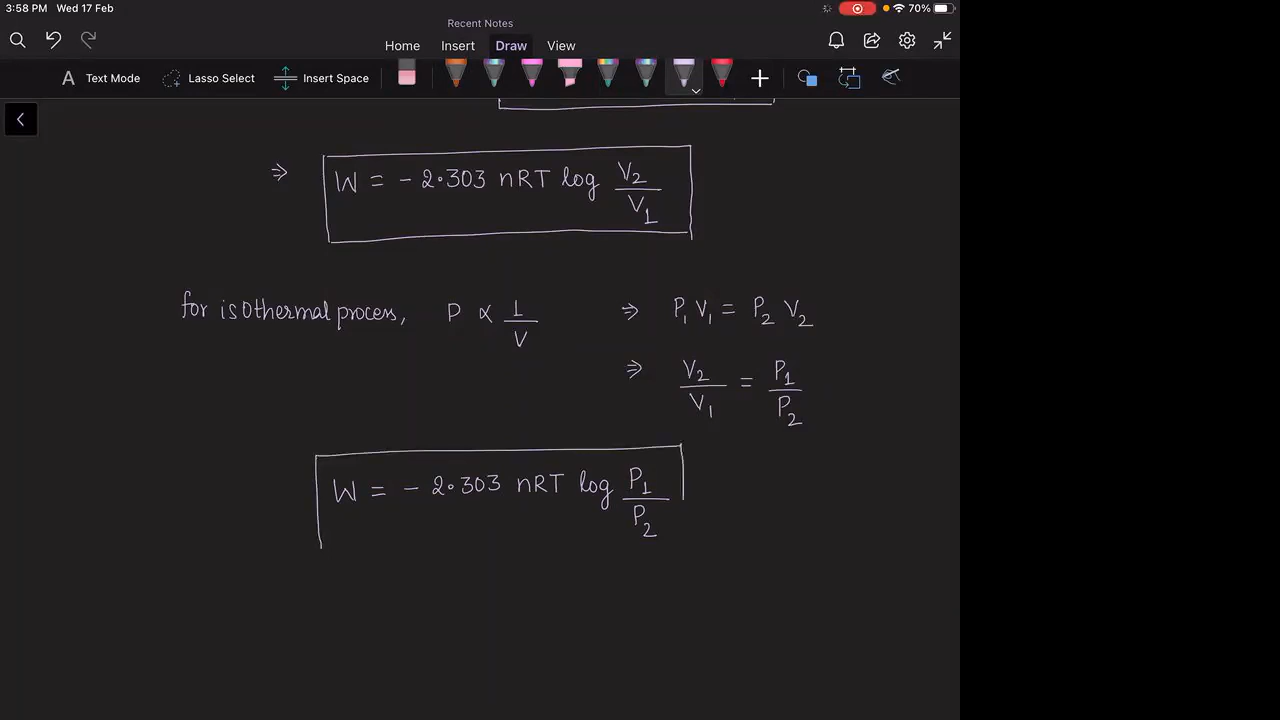 3:58 PM Wed 17 Feb
70%
Recent Notes
Home Insert Draw View
A Text Mode Lasso Select Insert Space
⇒ W = - 2.303 nRT log V₂/V₁
for isothermal process, P ∝ 1/V ⇒ P₁ V₁ = P₂ V₂
⇒ V₂/V₁ = P₁/P₂
W = - 2.303 nRT log P₁/P₂